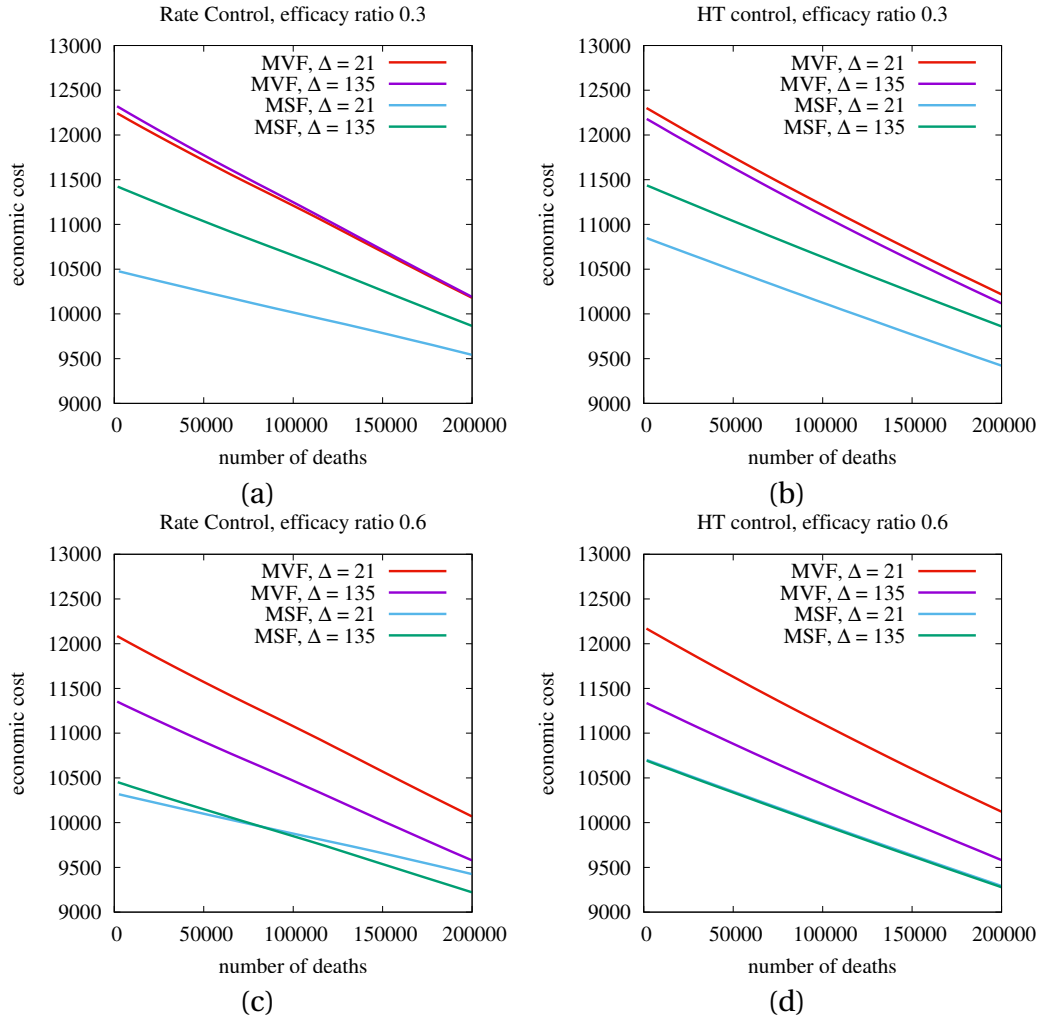 Rate Control, efficacy ratio 0.3
13000
12500
12000
11500
11000
10500
10000
9500
9000
economic cost
MVF, Δ = 21
MVF, Δ = 135
MSF, Δ = 21
MSF, Δ = 135
0 50000 100000 150000 200000
number of deaths
(a)
HT control, efficacy ratio 0.3
13000
12500
12000
11500
11000
10500
10000
9500
9000
economic cost
MVF, Δ = 21
MVF, Δ = 135
MSF, Δ = 21
MSF, Δ = 135
0 50000 100000 150000 200000
number of deaths
(b)
Rate Control, efficacy ratio 0.6
13000
12500
12000
11500
11000
10500
10000
9500
9000
economic cost
MVF, Δ = 21
MVF, Δ = 135
MSF, Δ = 21
MSF, Δ = 135
0 50000 100000 150000 200000
number of deaths
(c)
HT control, efficacy ratio 0.6
13000
12500
12000
11500
11000
10500
10000
9500
9000
economic cost
MVF, Δ = 21
MVF, Δ = 135
MSF, Δ = 21
MSF, Δ = 135
0 50000 100000 150000 200000
number of deaths
(d)